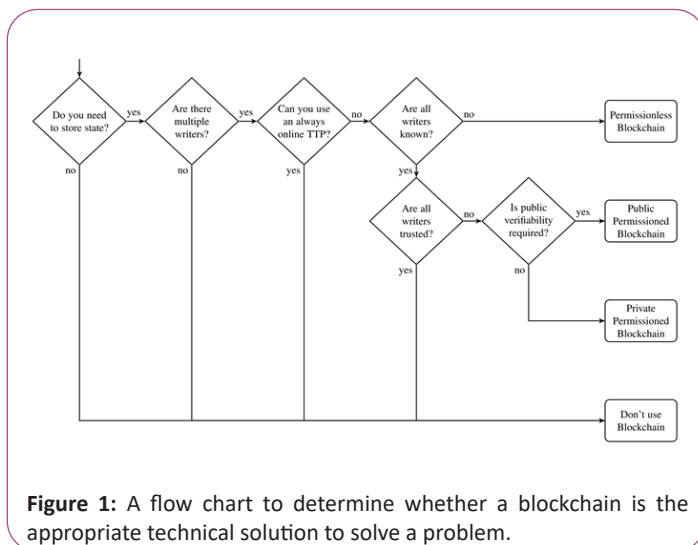 Do you need
to store state?
yes
no
Are there
multiple
writers?
yes
no
Can you use
an always
online TTP?
no
yes
Are all
writers
known?
no
yes
Permissionless
Blockchain
Are all
writers
trusted?
no
yes
Is public
verifiability
required?
yes
no
Public
Permissioned
Blockchain
Private
Permissioned
Blockchain
Don't use
Blockchain
Figure 1: A flow chart to determine whether a blockchain is the
appropriate technical solution to solve a problem.